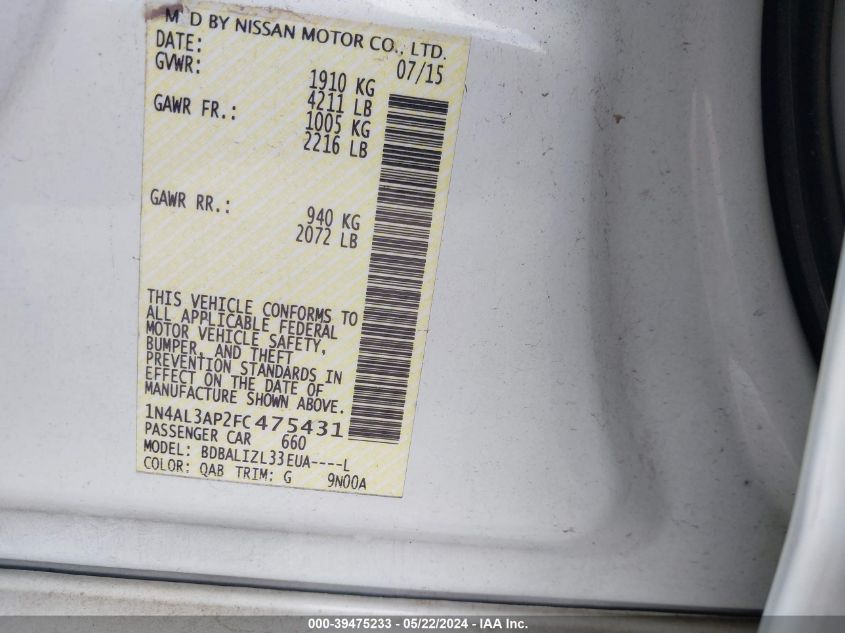 M'D BY NISSAN MOTOR CO., LTD.
DATE: 07/15
GVWR: 1910 KG
4211 LB
GAWR FR.: 1005 KG
2216 LB
GAWR RR.: 940 KG
2072 LB
THIS VEHICLE CONFORMS TO
ALL APPLICABLE FEDERAL
MOTOR VEHICLE SAFETY,
BUMPER, AND THEFT
PREVENTION STANDARDS IN
EFFECT ON THE DATE OF
MANUFACTURE SHOWN ABOVE.
1N4AL3AP2FC475431
PASSENGER CAR 660
MODEL: BDBALIZL33EUA----L
COLOR: QAB TRIM: G 9N00A
000-39475233 - 05/22/2024 - IAA Inc.